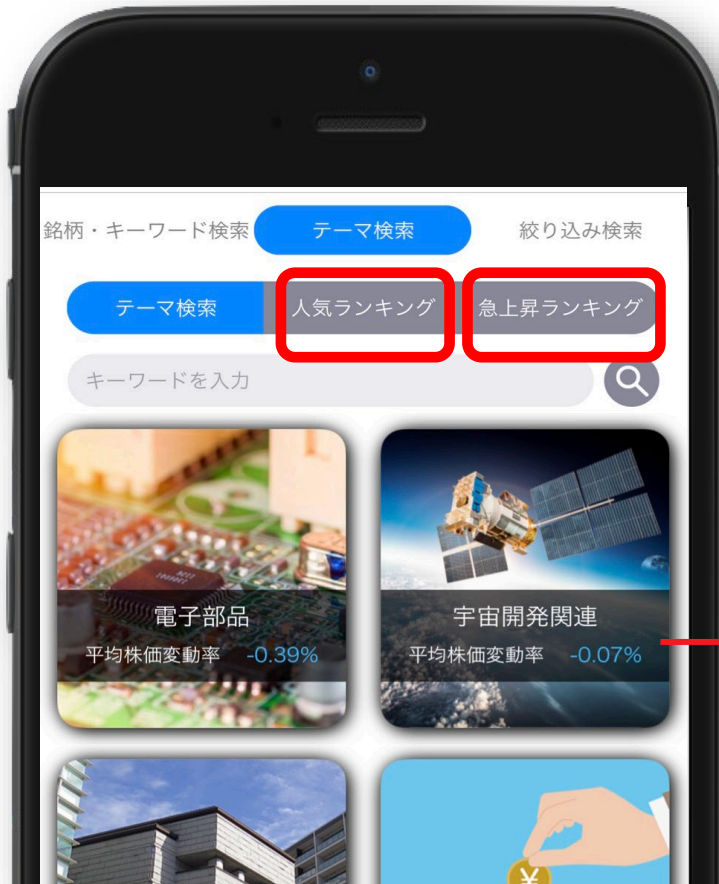 銘柄・キーワード検索 テーマ検索 絞り込み検索
テーマ検索 人気ランキング 急上昇ランキング
キーワードを入力
電子部品
平均株価変動率 -0.39%
宇宙開発関連
平均株価変動率 -0.07%
¥